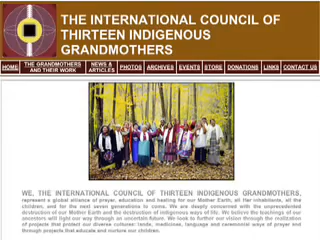 THE INTERNATIONAL COUNCIL OF
THIRTEEN INDIGENOUS
GRANDMOTHERS
HOME THE GRANDMOTHERS AND THEIR WORK NEWS & ARTICLES PHOTOS ARCHIVES EVENTS STORE DONATIONS LINKS CONTACT US
WE, THE INTERNATIONAL COUNCIL OF THIRTEEN INDIGENOUS GRANDMOTHERS,
represent a global alliance of prayer, education and healing for our Mother Earth, all Her inhabitants, all the
children, and for the next seven generations to come. We are deeply concerned with the unprecedented
destruction of our Mother Earth and the destruction of indigenous ways of life. We believe the teachings of our
ancestors will light our way through an uncertain future. We look to further our vision through the realization
of projects that protect our diverse cultures: lands, medicines, language and ceremonial ways of prayer and
through projects that educate and nurture our children.